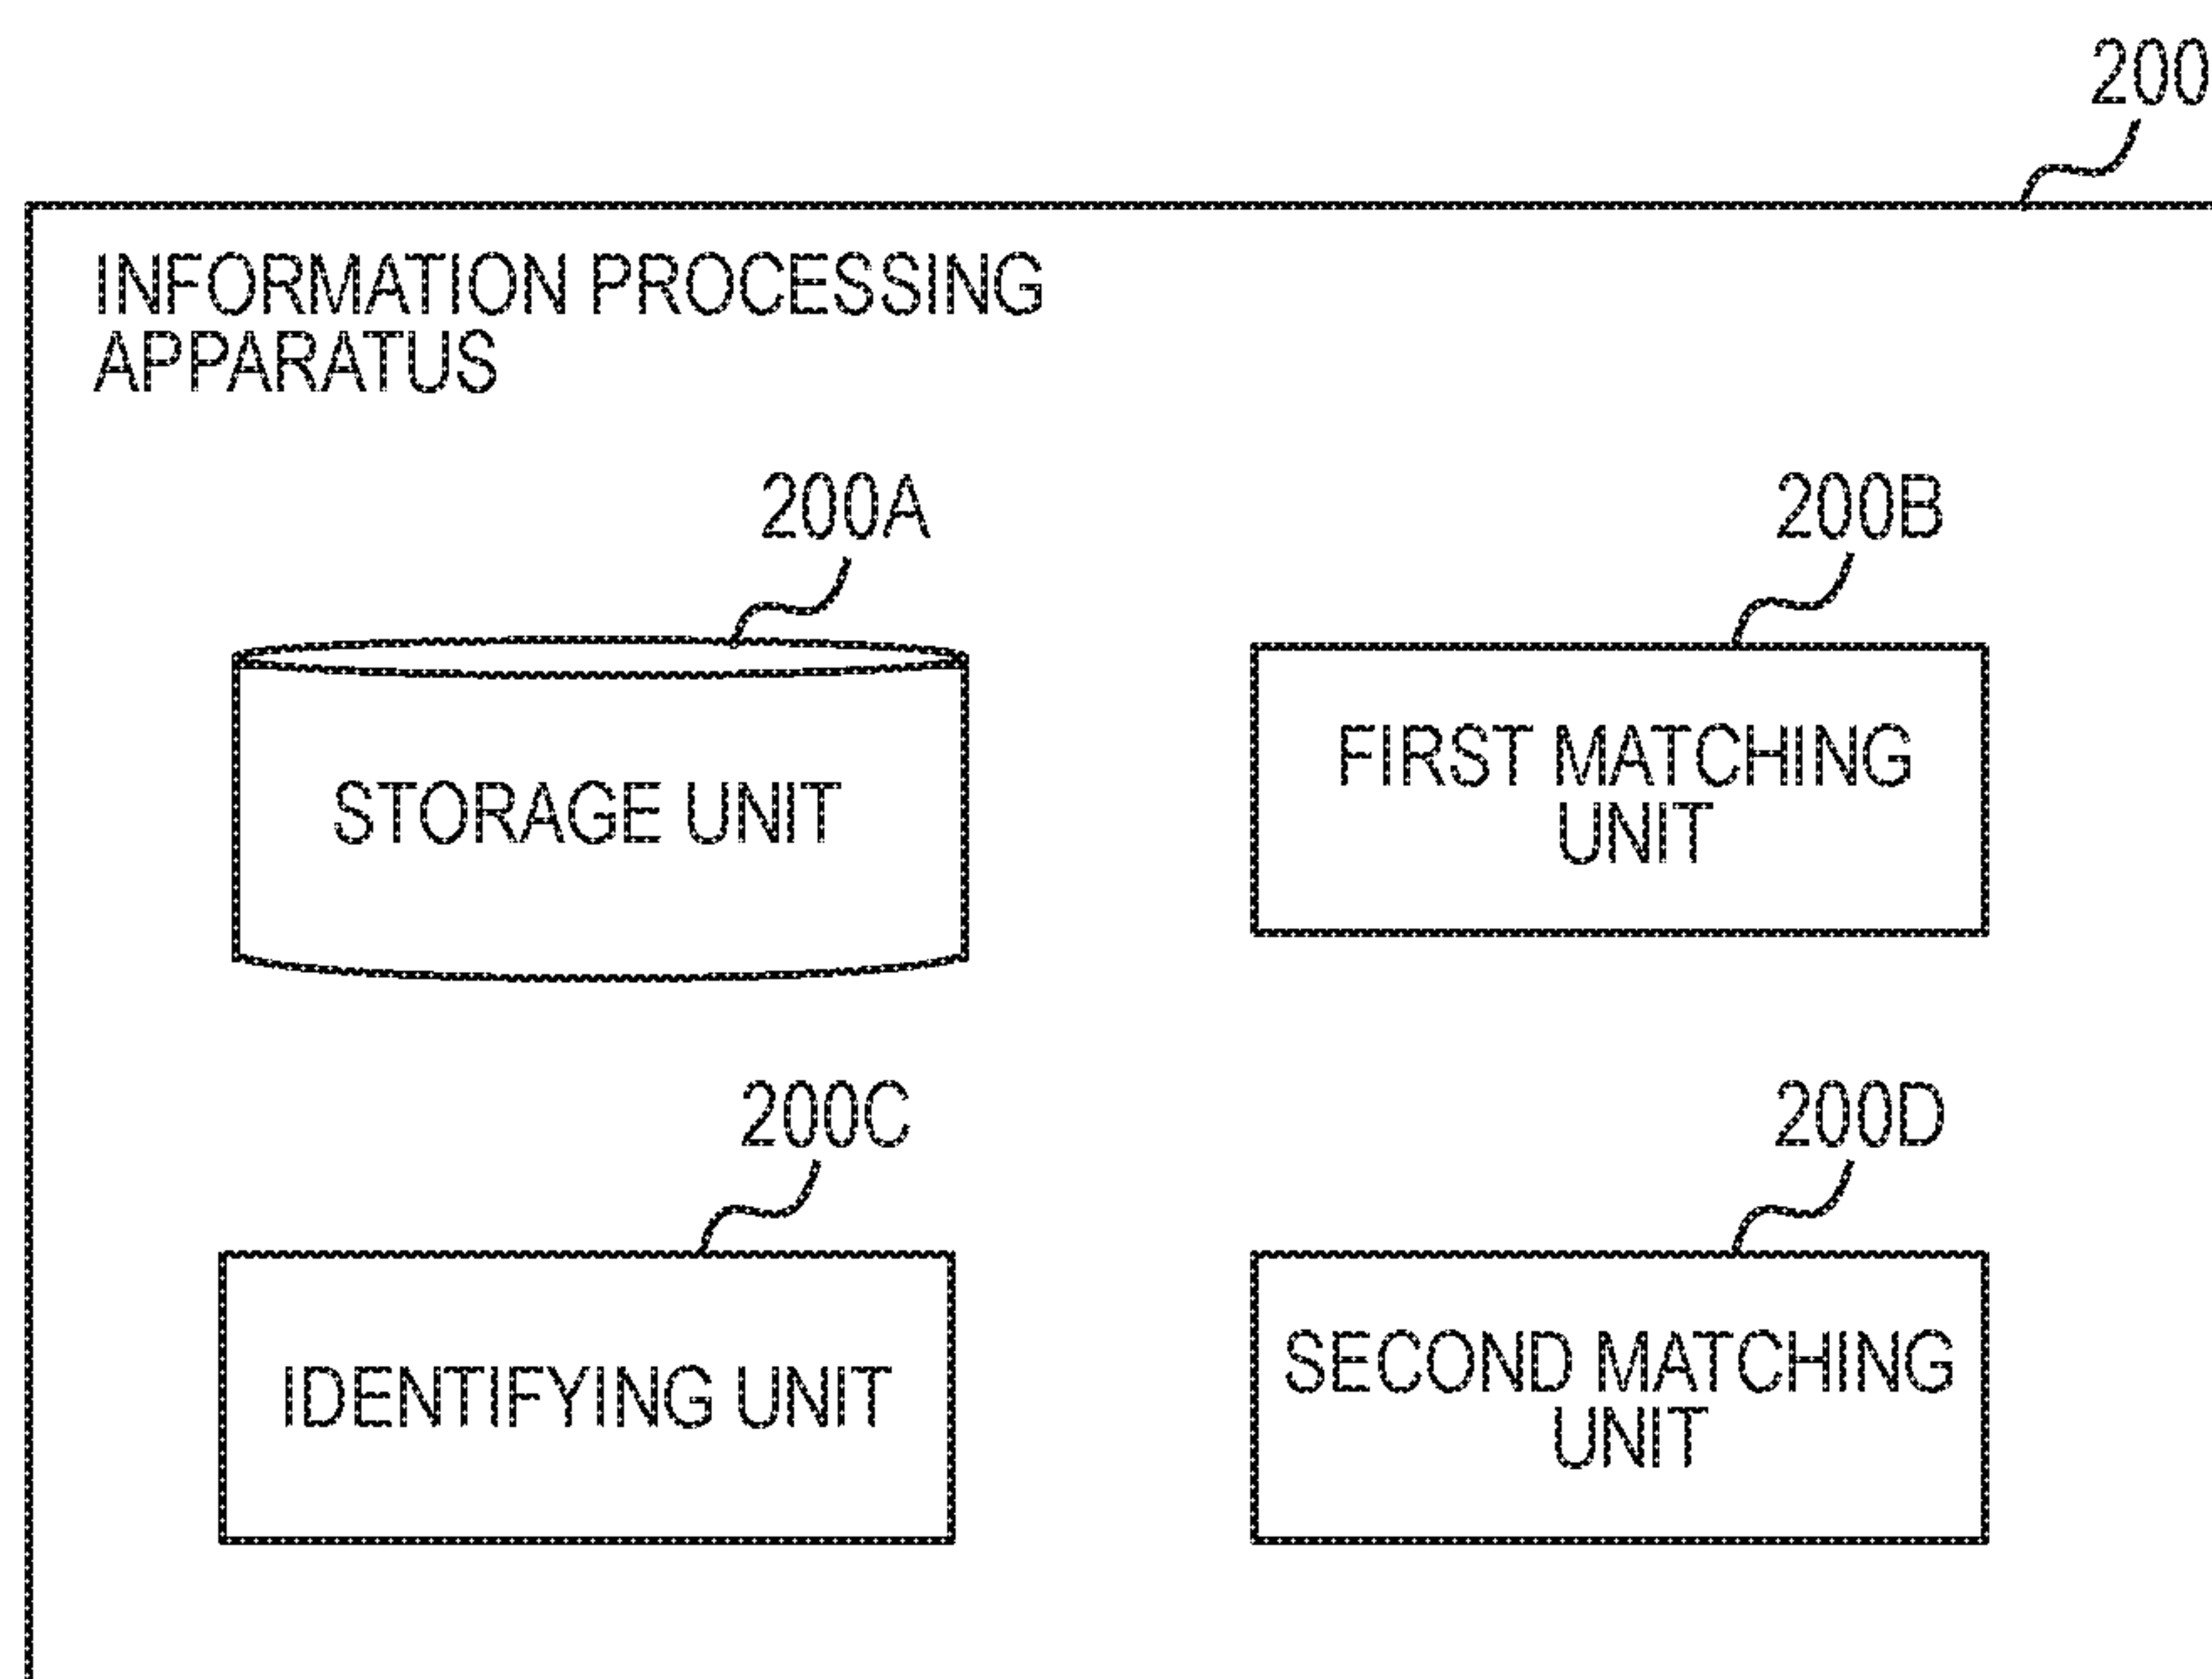 200
INFORMATION PROCESSING
APPARATUS
200A
200B
STORAGE UNIT
FIRST MATCHING
UNIT
200C
200D
IDENTIFYING UNIT
SECOND MATCHING
UNIT